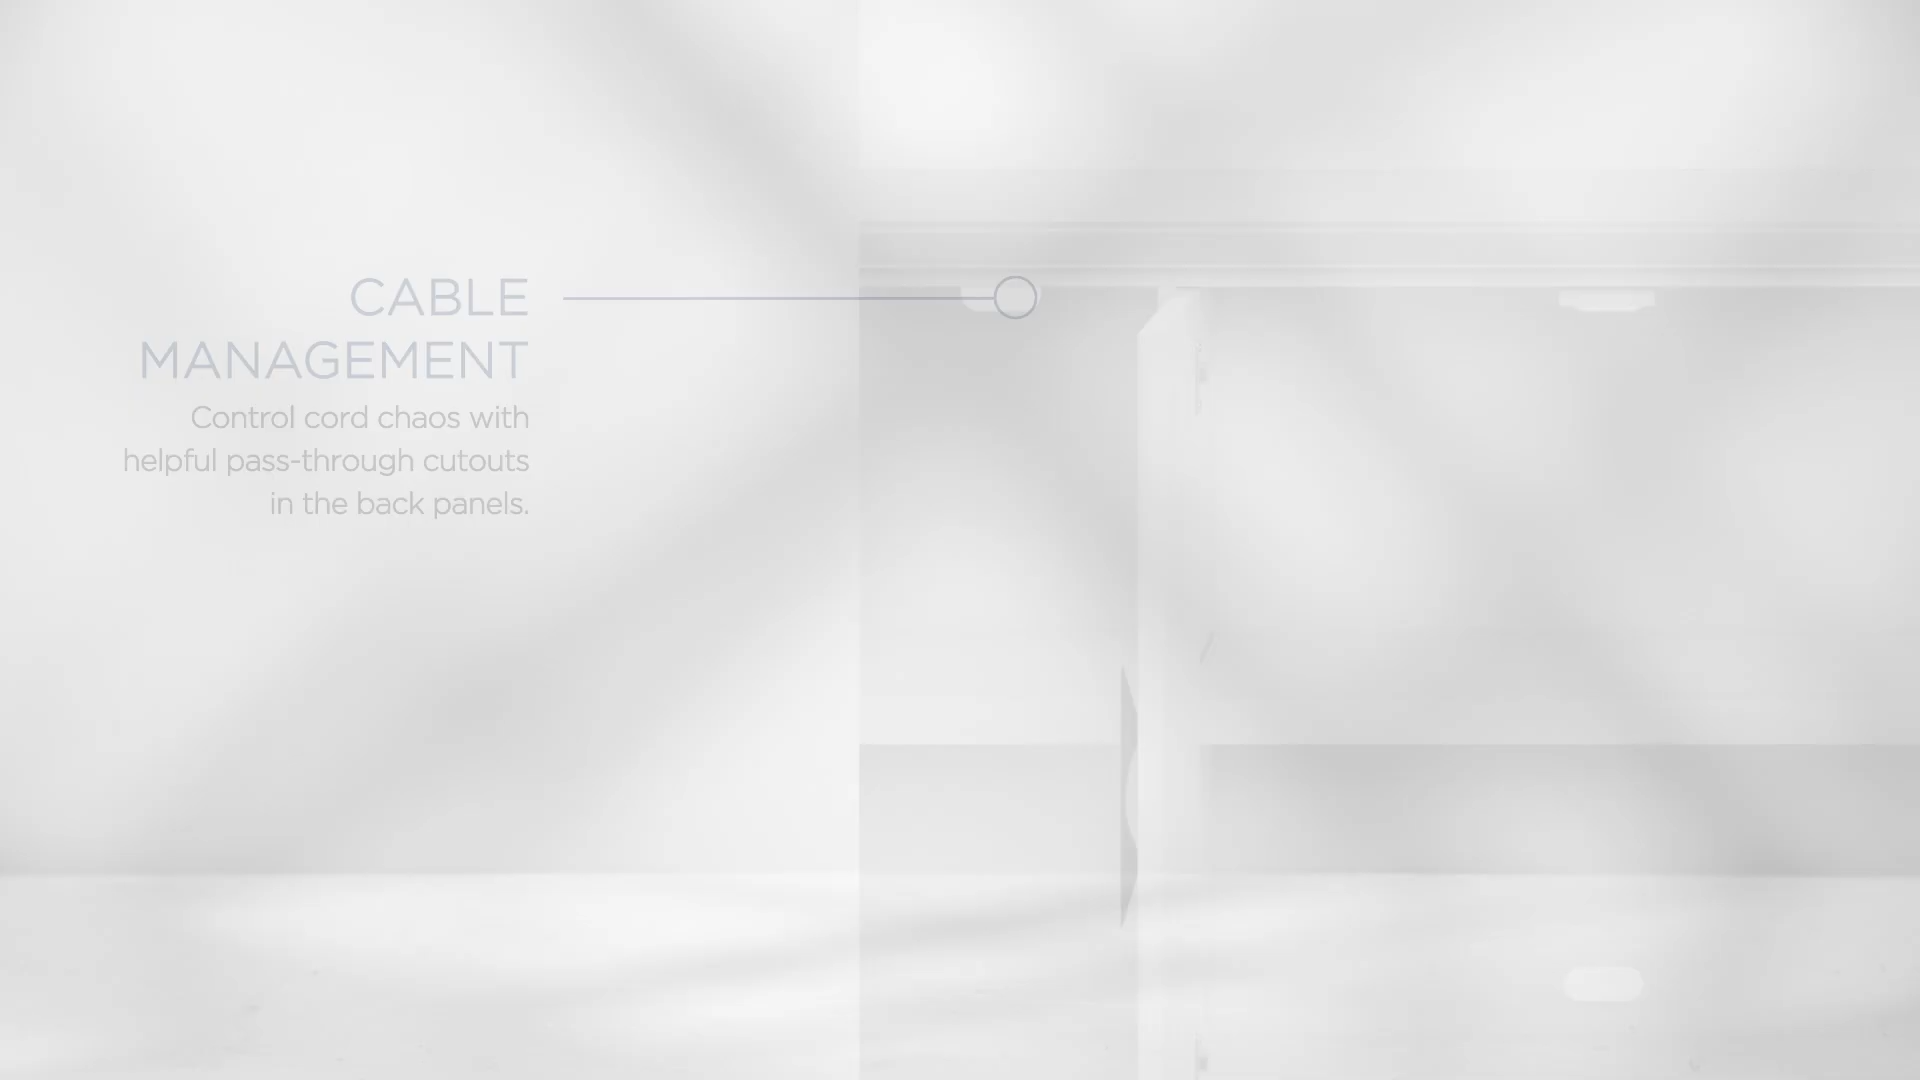 CABLE
MANAGEMENT
Control cord chaos with
helpful pass-through cutouts
in the back panels.